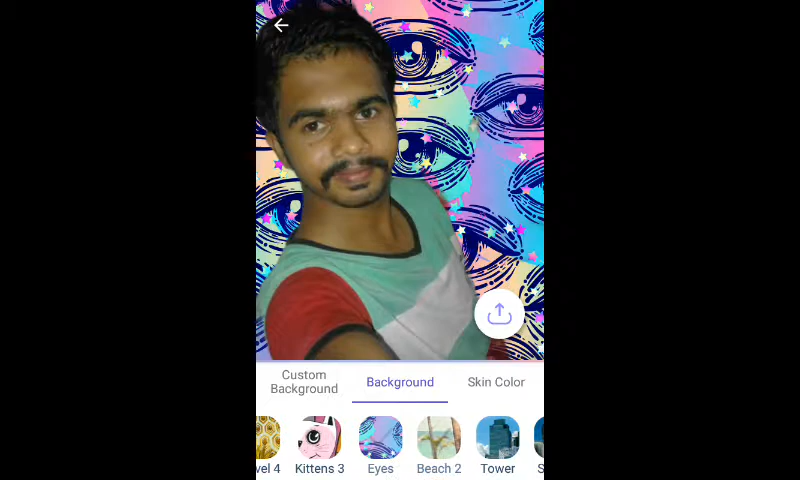 Custom
Background
Background
Skin Color
vel 4
Kittens 3
Eyes
Beach 2
Tower
S